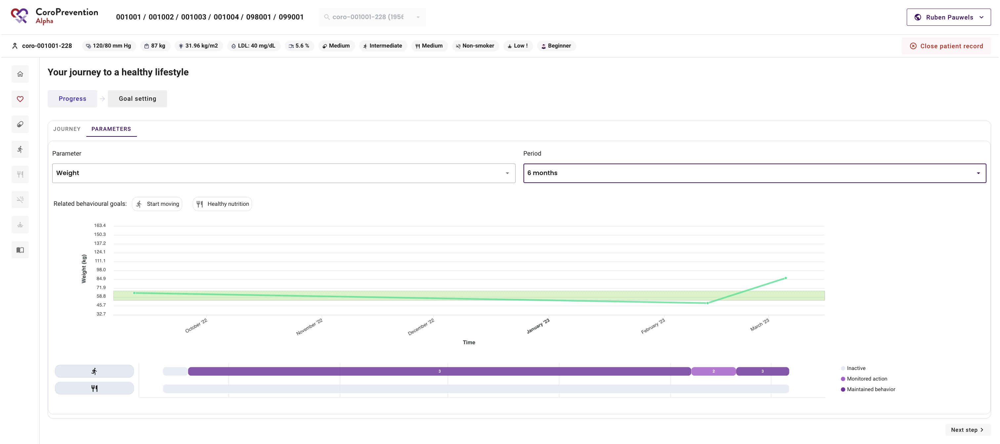 CoroPrevention
Alpha
001001 / 001002 / 001003 / 001004 / 098001 / 099001
coro-001001-228 (1956
Ruben Pauwels
coro-001001-228
120/80 mm Hg
87 kg
31.96 kg/m2
LDL: 40 mg/dL
5.6 %
Medium
Intermediate
Medium
Non-smoker
Low !
Beginner
Close patient record
Your journey to a healthy lifestyle
Progress
Goal setting
JOURNEY
PARAMETERS
Parameter
Period
Weight
6 months
Related behavioural goals:
Start moving
Healthy nutrition
163.4
150.3
137.2
124.1
111.1
98.0
84.9
71.9
58.8
45.7
32.7
Weight (kg)
October '22
November '22
December '22
January '23
February '23
March '23
Time
3
2
3
Inactive
Monitored action
Maintained behavior
Next step